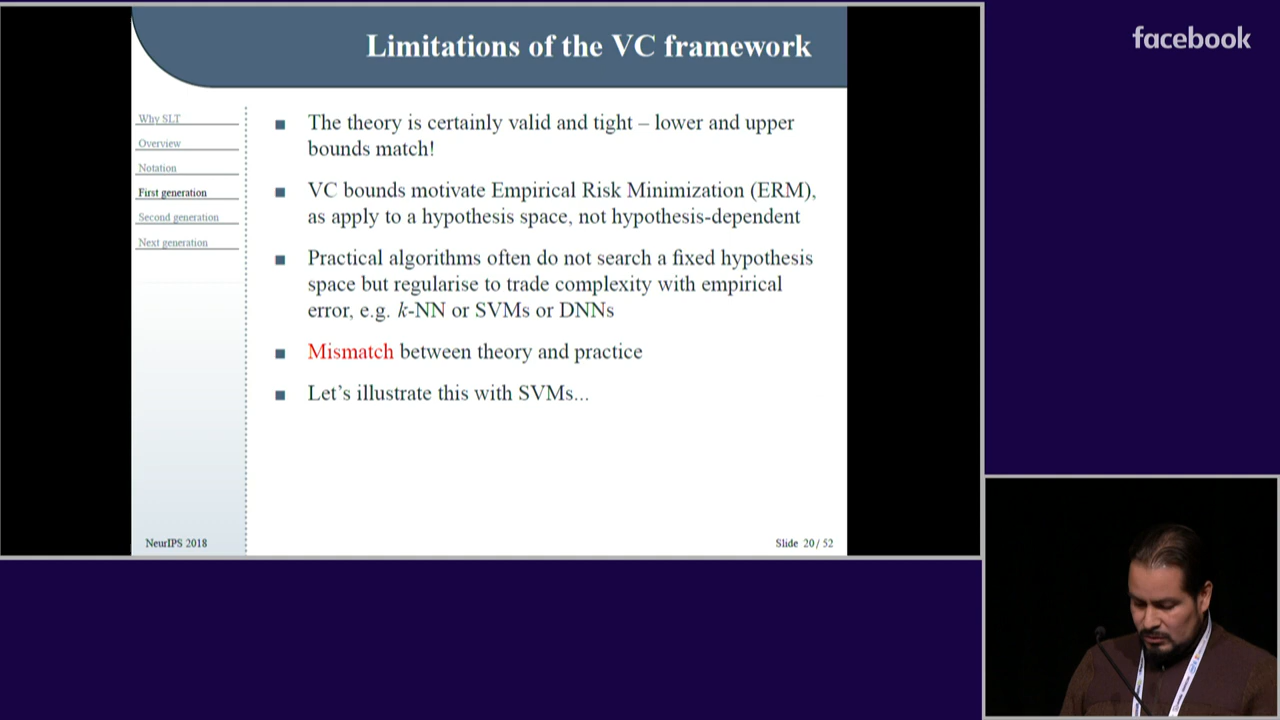 Limitations of the VC framework
facebook
Why SLT
Overview
Notation
First generation
Second generation
Next generation
■ The theory is certainly valid and tight – lower and upper
bounds match!
■ VC bounds motivate Empirical Risk Minimization (ERM),
as apply to a hypothesis space, not hypothesis-dependent
■ Practical algorithms often do not search a fixed hypothesis
space but regularise to trade complexity with empirical
error, e.g. k-NN or SVMs or DNNs
■ Mismatch between theory and practice
■ Let’s illustrate this with SVMs...
NeurIPS 2018
Slide 20 / 52